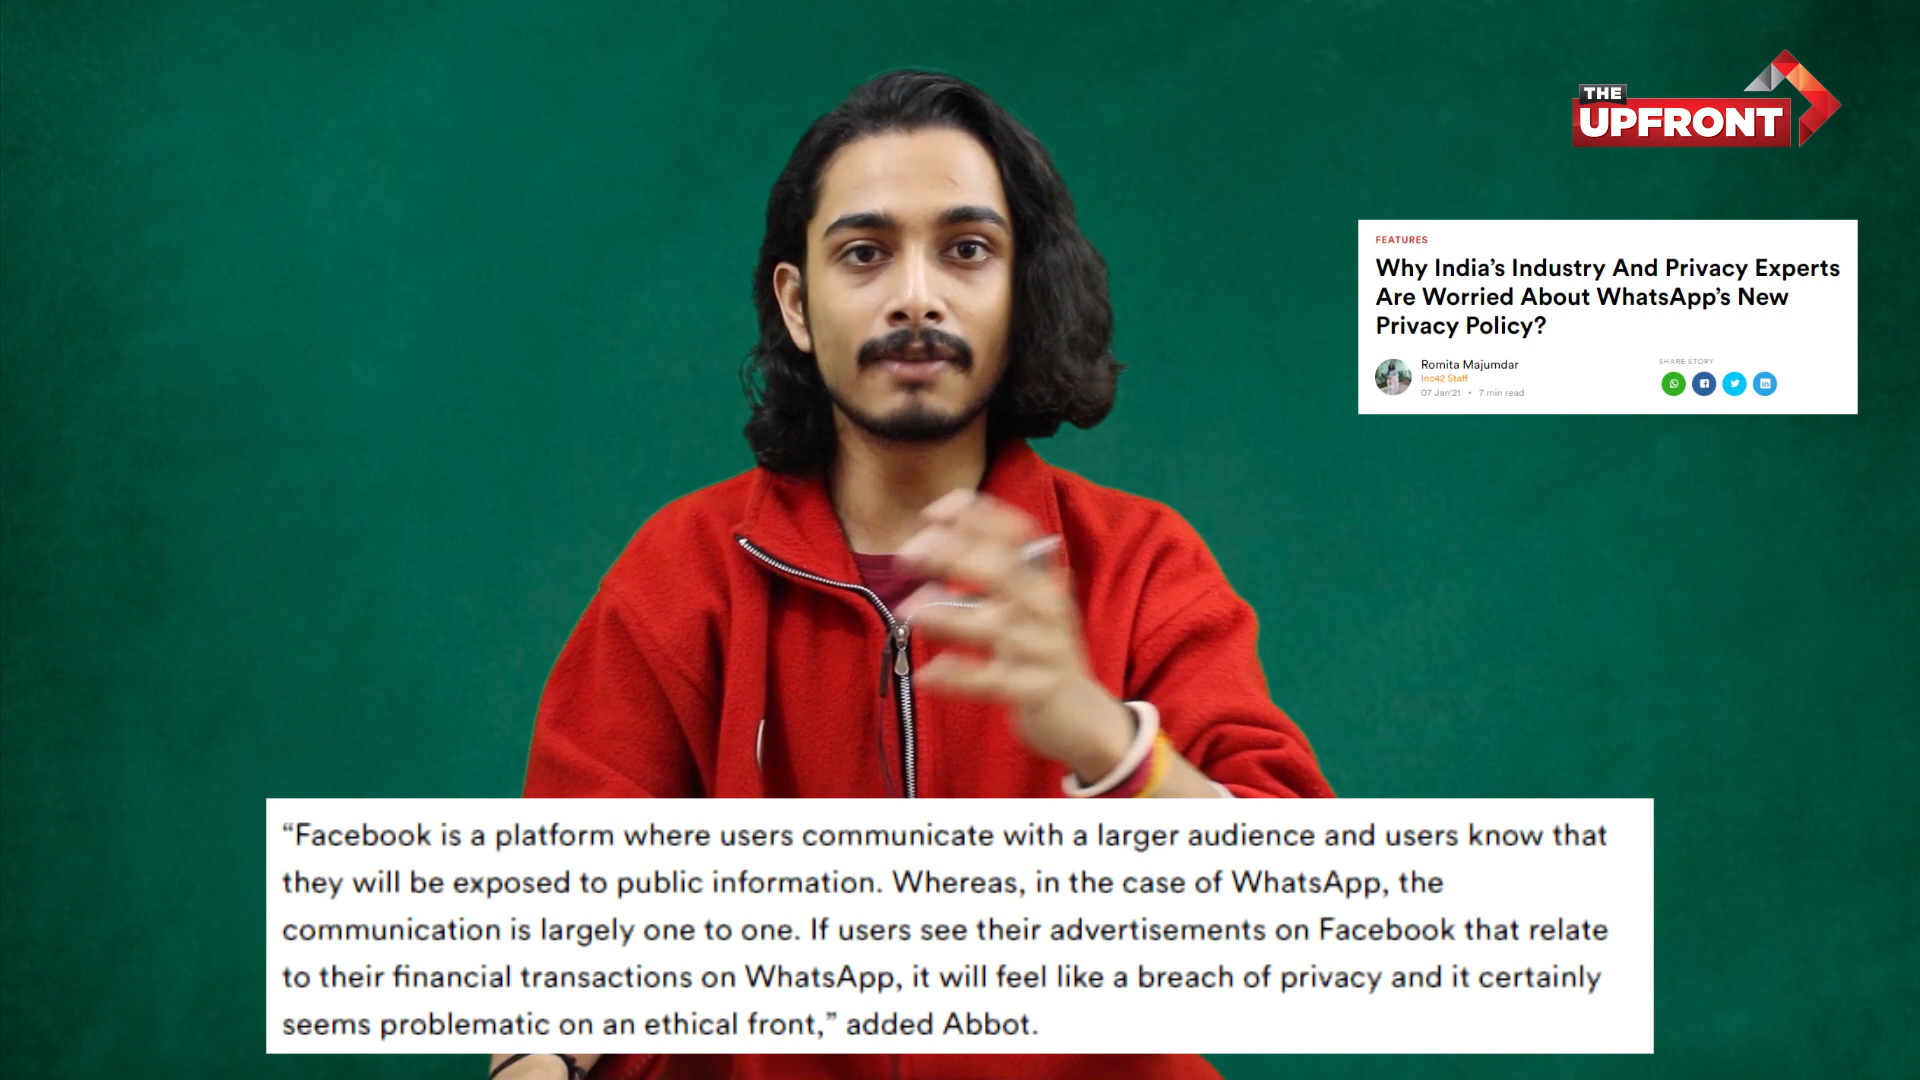 THE
UPFRONT
FEATURES
Why India’s Industry And Privacy Experts
Are Worried About WhatsApp’s New
Privacy Policy?
Romita Majumdar
Inc42 Staff
07 Jan'21 • 7 min read
SHARE STORY
“Facebook is a platform where users communicate with a larger audience and users know that
they will be exposed to public information. Whereas, in the case of WhatsApp, the
communication is largely one to one. If users see their advertisements on Facebook that relate
to their financial transactions on WhatsApp, it will feel like a breach of privacy and it certainly
seems problematic on an ethical front,” added Abbot.